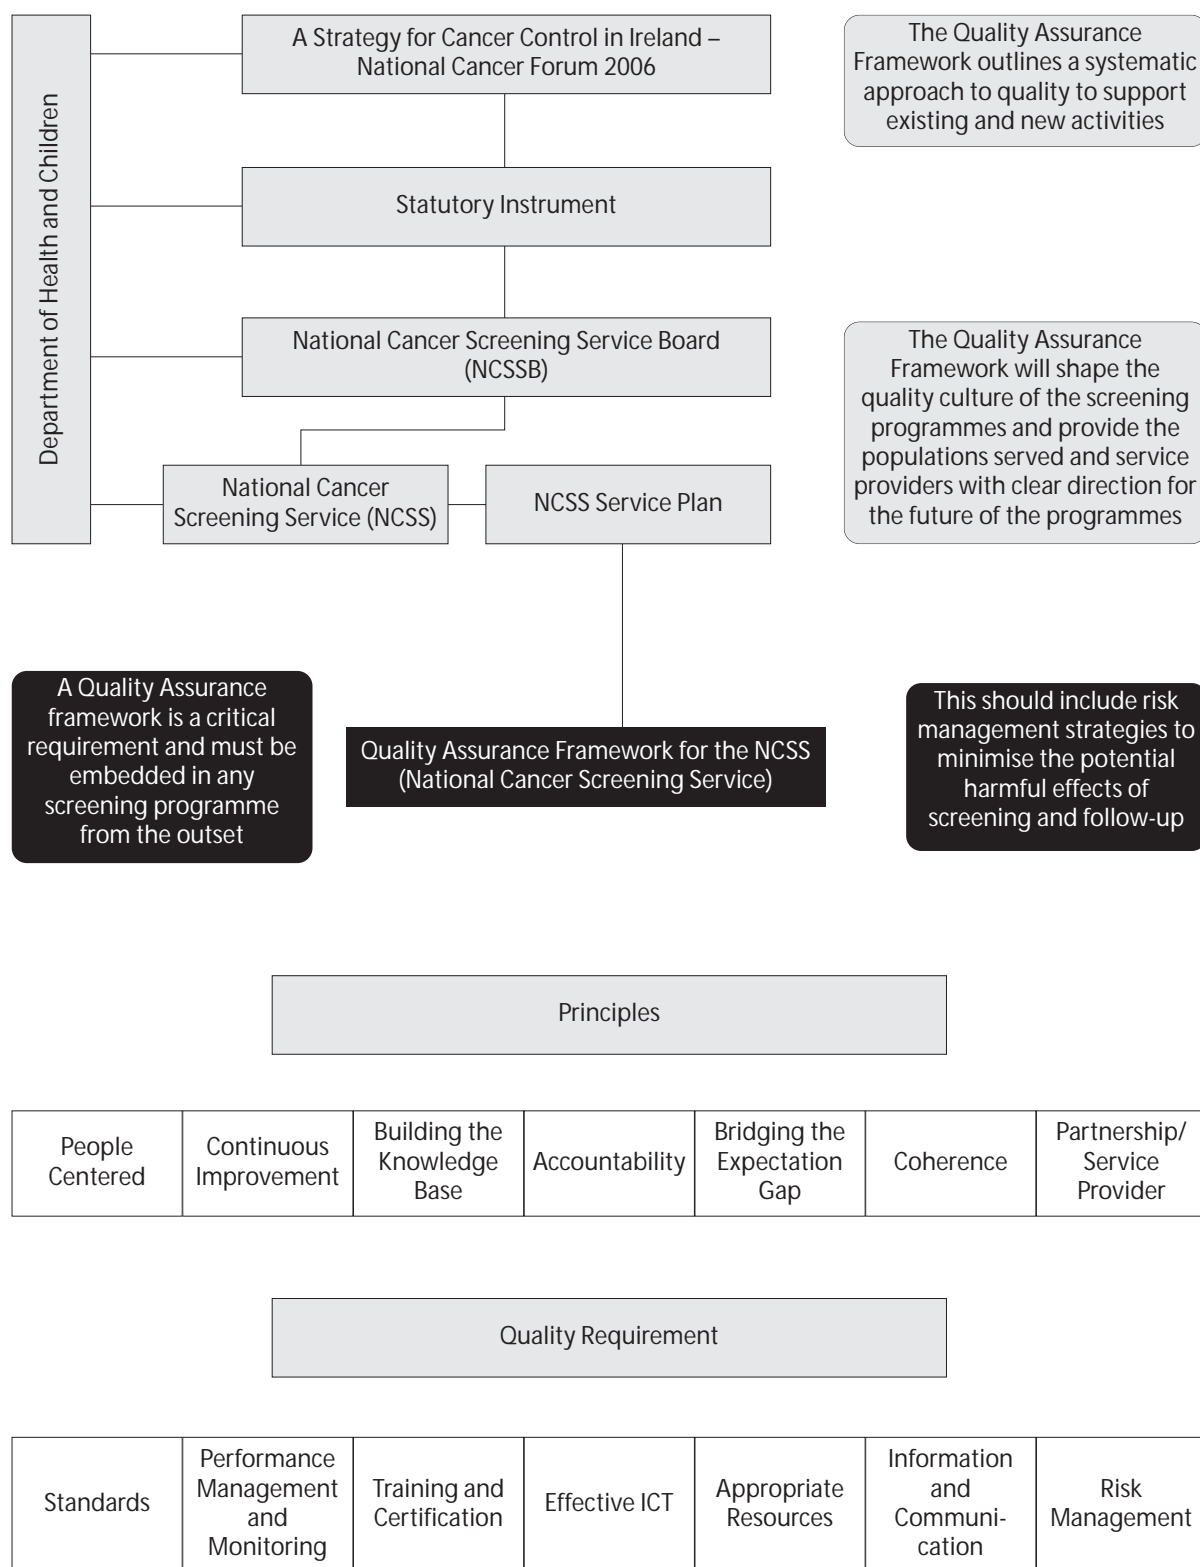 Department of Health and Children
A Strategy for Cancer Control in Ireland –
National Cancer Forum 2006
The Quality Assurance
Framework outlines a systematic
approach to quality to support
existing and new activities
Statutory Instrument
National Cancer Screening Service Board
(NCSSB)
The Quality Assurance
Framework will shape the
quality culture of the screening
programmes and provide the
populations served and service
providers with clear direction for
the future of the programmes
National Cancer
Screening Service (NCSS)
NCSS Service Plan
A Quality Assurance
framework is a critical
requirement and must be
embedded in any
screening programme
from the outset
Quality Assurance Framework for the NCSS
(National Cancer Screening Service)
This should include risk
management strategies to
minimise the potential
harmful effects of
screening and follow-up
Principles
People
Centered
Continuous
Improvement
Building the
Knowledge
Base
Accountability
Bridging the
Expectation
Gap
Coherence
Partnership/
Service
Provider
Quality Requirement
Standards
Performance
Management
and
Monitoring
Training and
Certification
Effective ICT
Appropriate
Resources
Information
and
Communi-
cation
Risk
Management